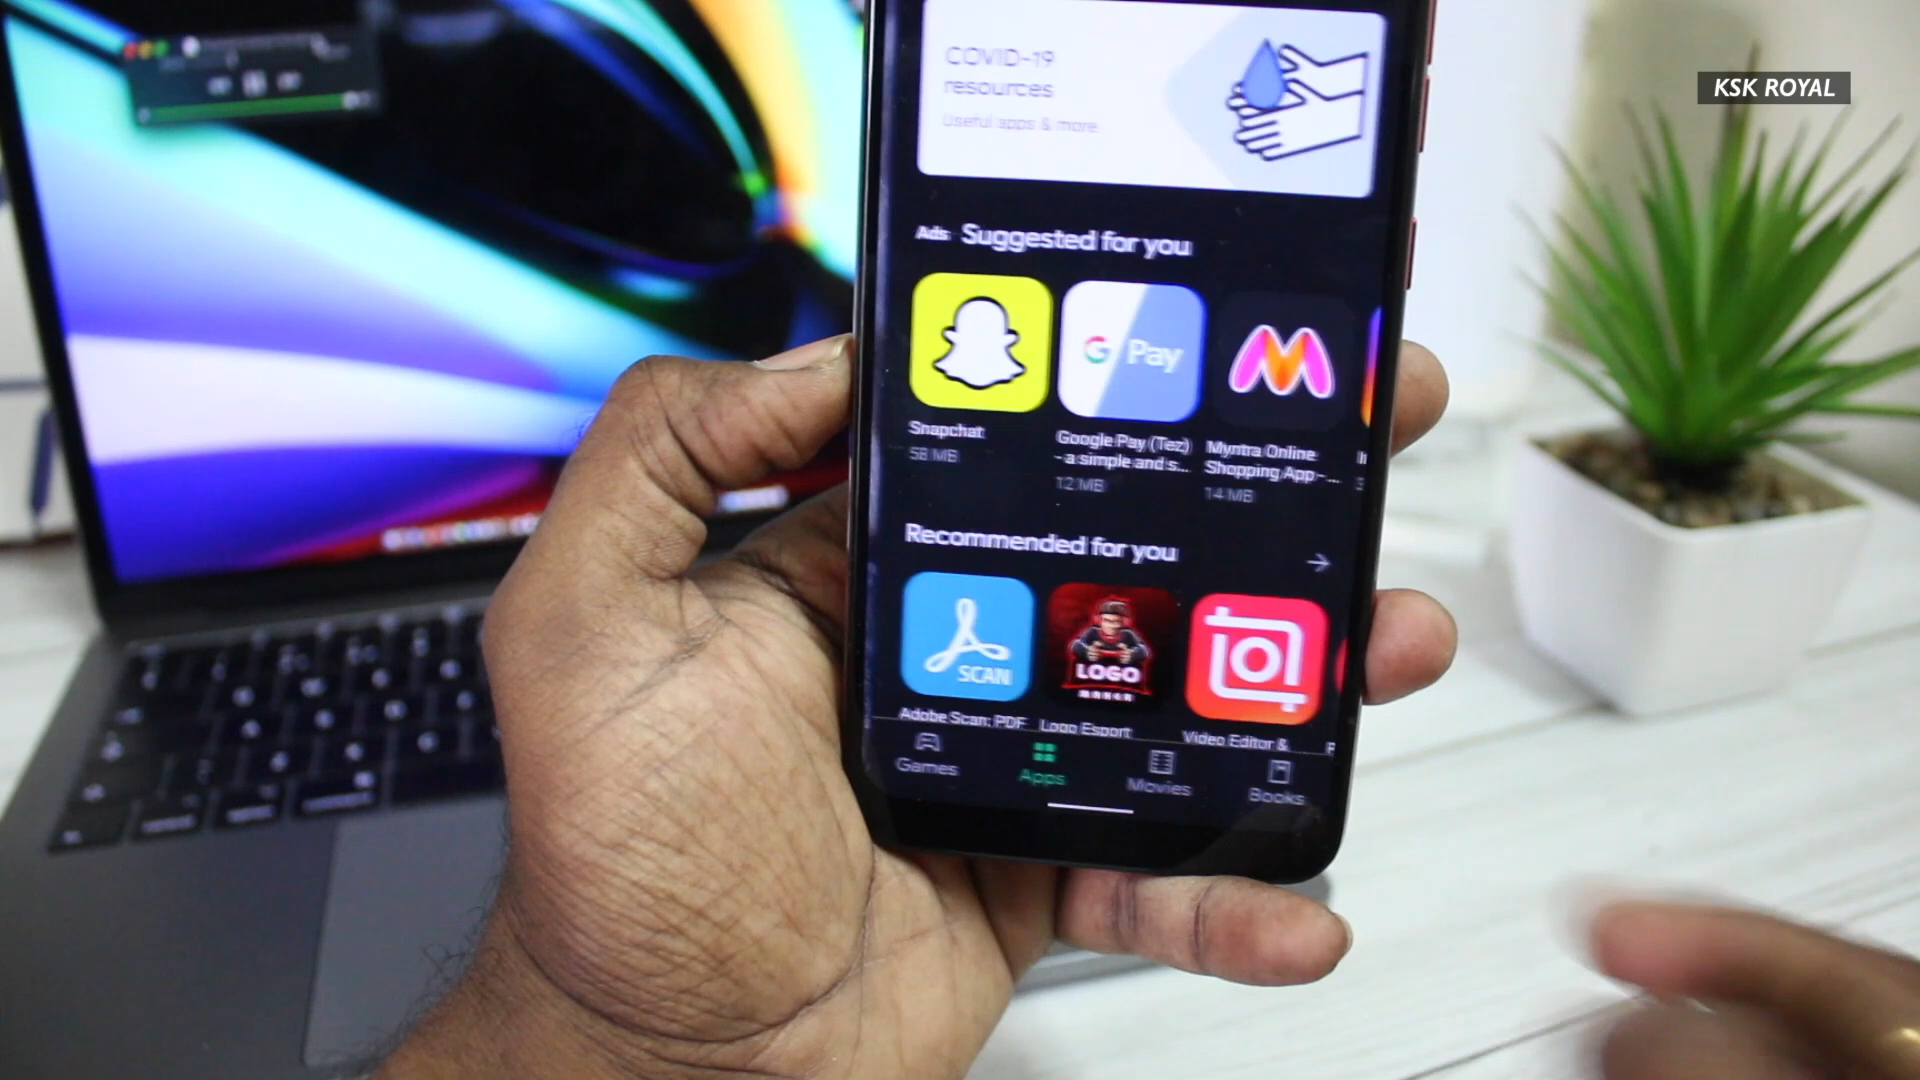 KSK ROYAL
COVID-19
resources
Useful apps & more
Ads Suggested for you
Snapchat
58 MB
G Pay
Google Pay (Tez)
- a simple and s...
12 MB
Myntra Online
Shopping App - ...
14 MB
Recommended for you
SCAN
LOGO
MAKER
Adobe Scan: PDF
Logo Esport
Video Editor &
Games
Apps
Movies
Books